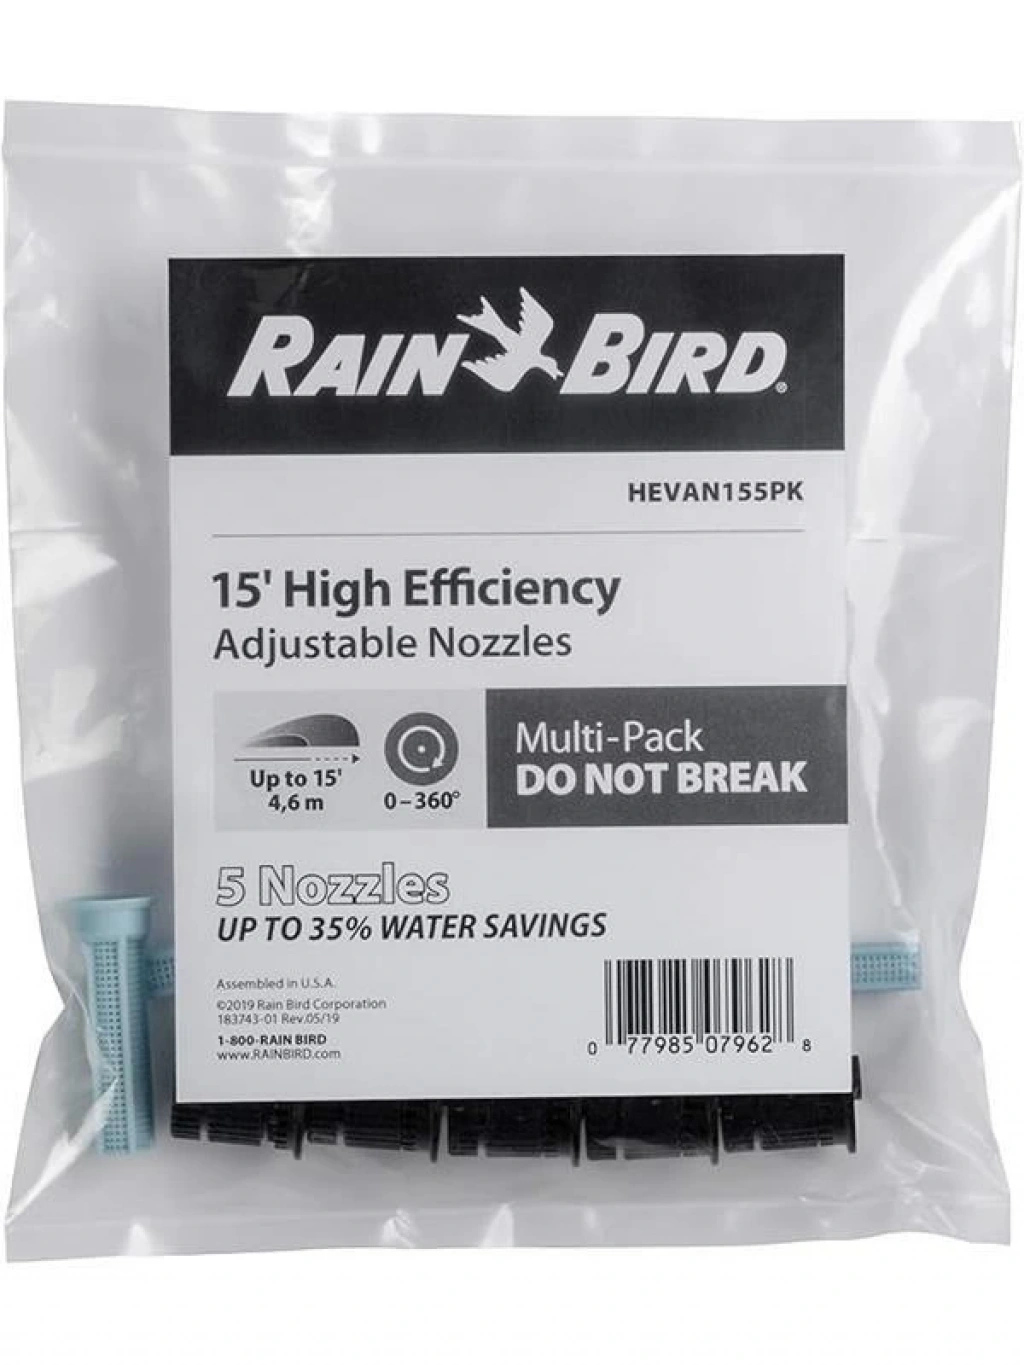 RAIN BIRD®
HEVAN155PK
15' High Efficiency
Adjustable Nozzles
Up to 15'
4,6 m
0–360°
Multi-Pack
DO NOT BREAK
5 Nozzles
UP TO 35% WATER SAVINGS
Assembled in U.S.A.
©2019 Rain Bird Corporation
183743-01 Rev.05/19
1-800-RAIN BIRD
www.RAINBIRD.com
0 77985 07962 8